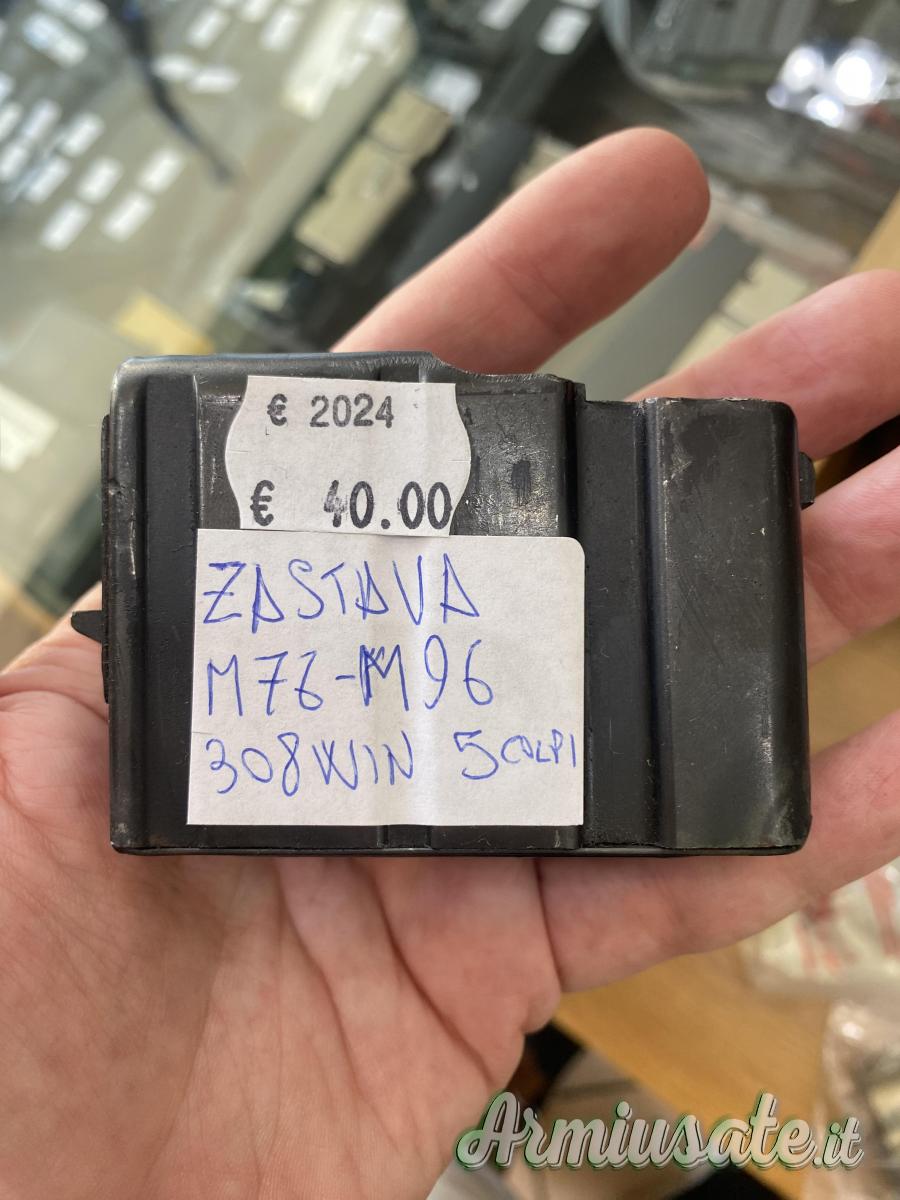 € 2024
€ 40.00
ZASTAVA
M76-M96
308WIN 5COLPI
Armiusate.it